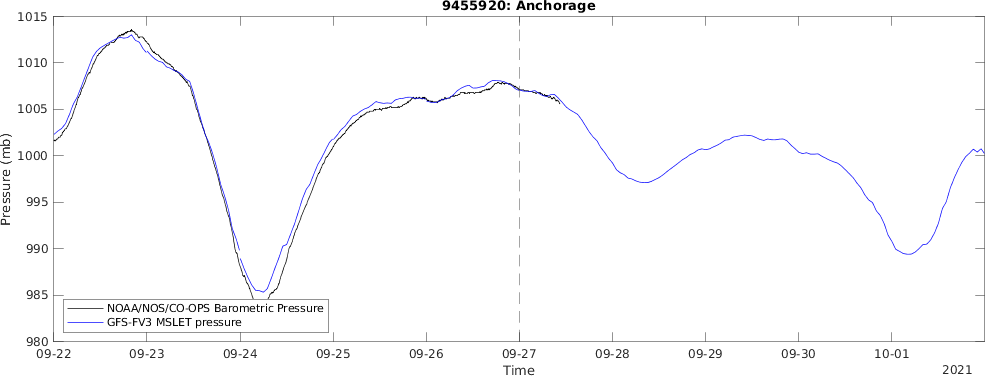 9455920: Anchorage
1015
1010
1005
1000
995
990
985
980
Pressure (mb)
NOAA/NOS/CO-OPS Barometric Pressure
GFS-FV3 MSLET pressure
09-22 09-23 09-24 09-25 09-26 09-27 09-28 09-29 09-30 10-01
Time
2021